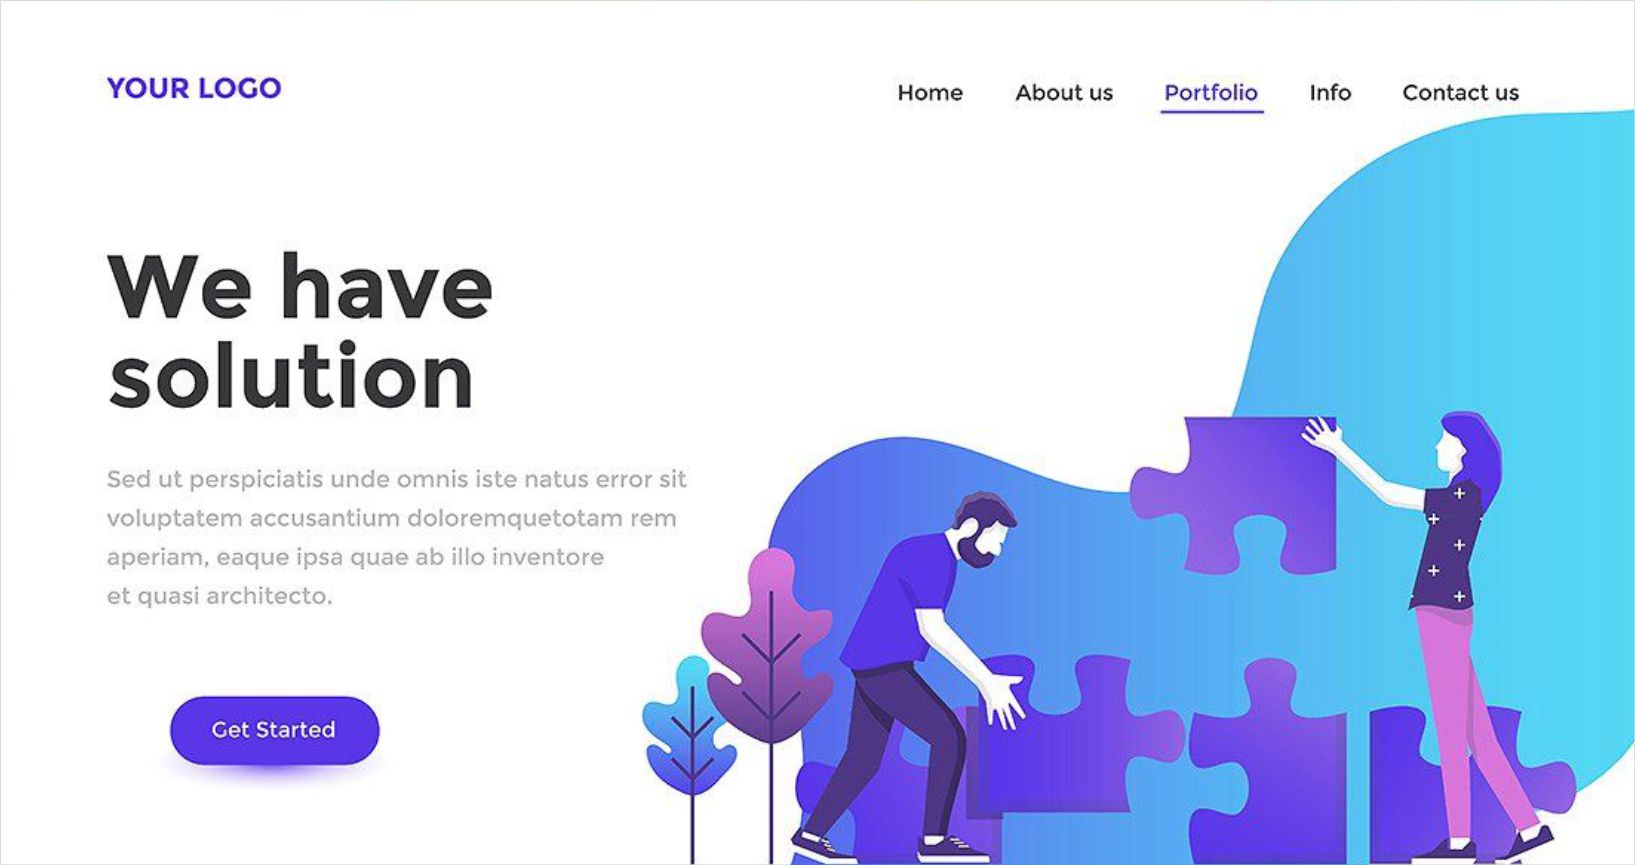 YOUR LOGO
Home About us Portfolio Info Contact us
We have
solution
Sed ut perspiciatis unde omnis iste natus error sit
voluptatem accusantium doloremquetotam rem
aperiam, eaque ipsa quae ab illo inventore
et quasi architecto.
Get Started